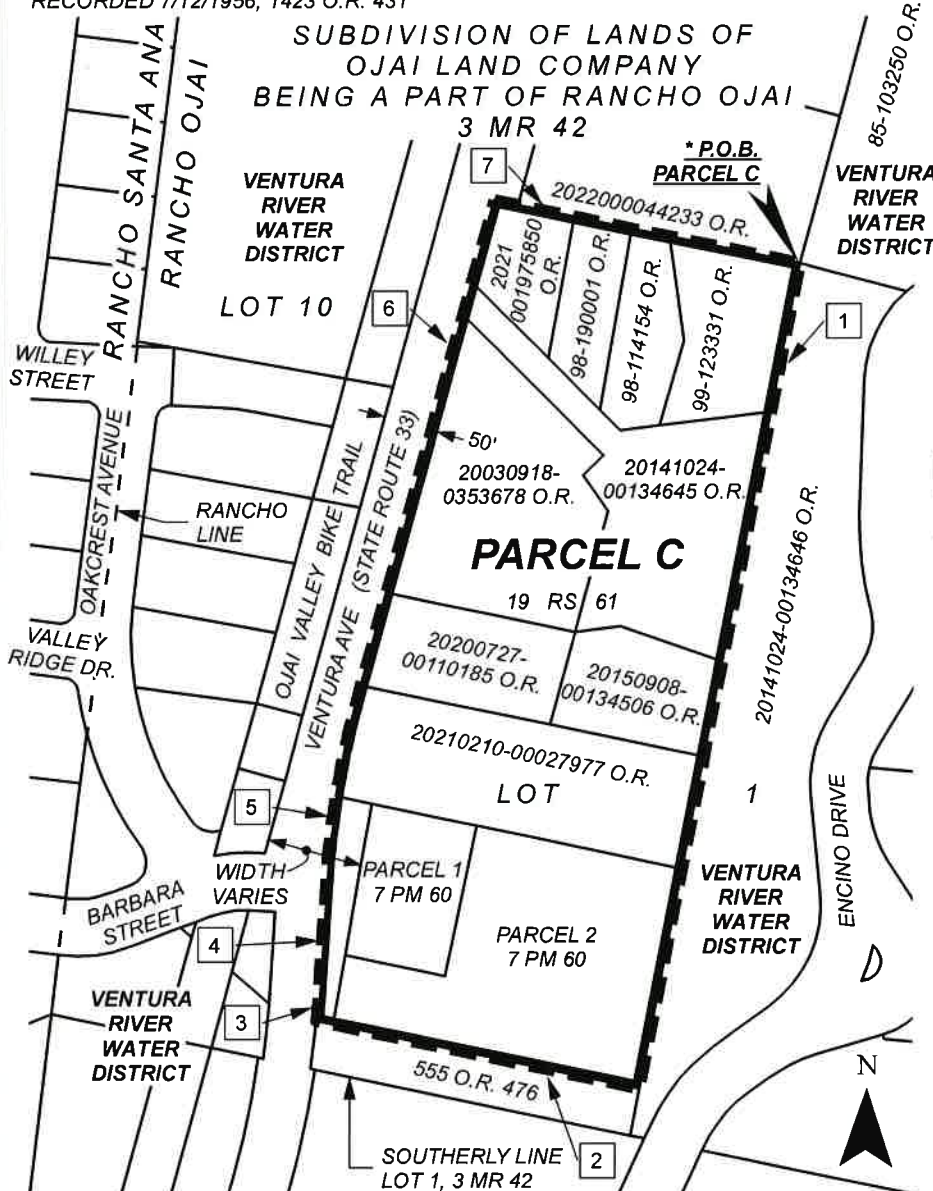 RECORDED 7/12/1956, 1423 O.R. 431
SUBDIVISION OF LANDS OF
OJAI LAND COMPANY
BEING A PART OF RANCHO OJAI
3 MR 42
RANCHO SANTA ANA
RANCHO OJAI
85-103250 O.R.
* P.O.B.
PARCEL C
7
VENTURA
RIVER
WATER
DISTRICT
VENTURA
RIVER
WATER
DISTRICT
2022000044233 O.R.
2021
001975850
O.R.
98-190001 O.R.
98-114154 O.R.
99-123331 O.R.
LOT 10
6
1
WILLEY
STREET
OAKCREST AVENUE
RANCHO
LINE
OJAI VALLEY BIKE TRAIL
VENTURA AVE (STATE ROUTE 33)
50'
20030918-
0353678 O.R.
20141024-
00134645 O.R.
PARCEL C
19 RS 61
20141024-00134646 O.R.
VALLEY
RIDGE DR.
20200727-
00110185 O.R.
20150908-
00134506 O.R.
20210210-00027977 O.R.
LOT
1
ENCINO DRIVE
5
WIDTH
VARIES
PARCEL 1
7 PM 60
BARBARA
STREET
4
PARCEL 2
7 PM 60
VENTURA
RIVER
WATER
DISTRICT
VENTURA
RIVER
WATER
DISTRICT
3
555 O.R. 476
N
SOUTHERLY LINE
LOT 1, 3 MR 42
2